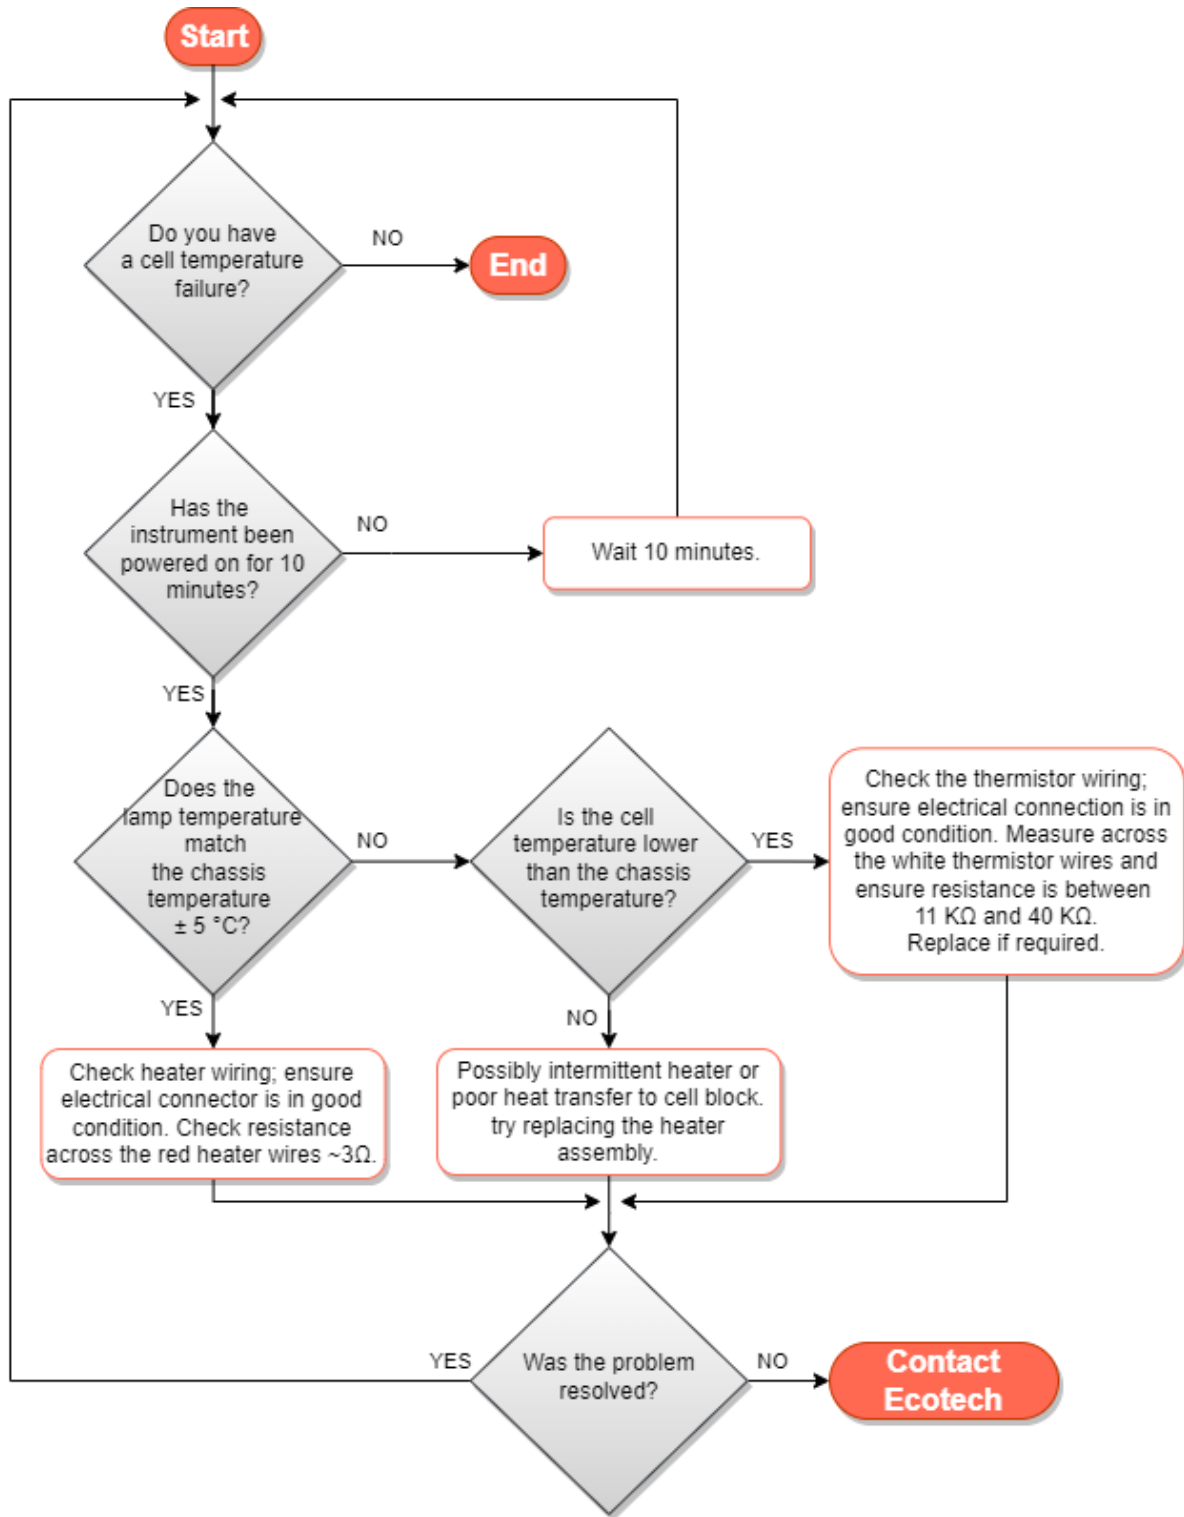 Start
Do you have
a cell temperature
failure?
NO
End
YES
Has the
instrument been
powered on for 10
minutes?
NO
Wait 10 minutes.
YES
Does the
lamp temperature
match
the chassis
temperature
± 5 °C?
NO
Is the cell
temperature lower
than the chassis
temperature?
YES
Check the thermistor wiring;
ensure electrical connection is in
good condition. Measure across
the white thermistor wires and
ensure resistance is between
11 KΩ and 40 KΩ.
Replace if required.
YES
NO
Check heater wiring; ensure
electrical connector is in good
condition. Check resistance
across the red heater wires ~3Ω.
Possibly intermittent heater or
poor heat transfer to cell block.
try replacing the heater
assembly.
Was the problem
resolved?
YES
NO
Contact
Ecotech